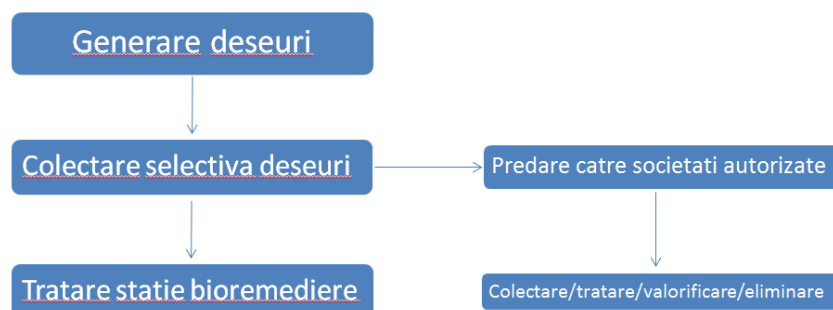 Generare deseuri
Colectare selectiva deseuri
Predare catre societati autorizate
Tratare statie bioremediere
Colectare/tratare/valorificare/eliminare